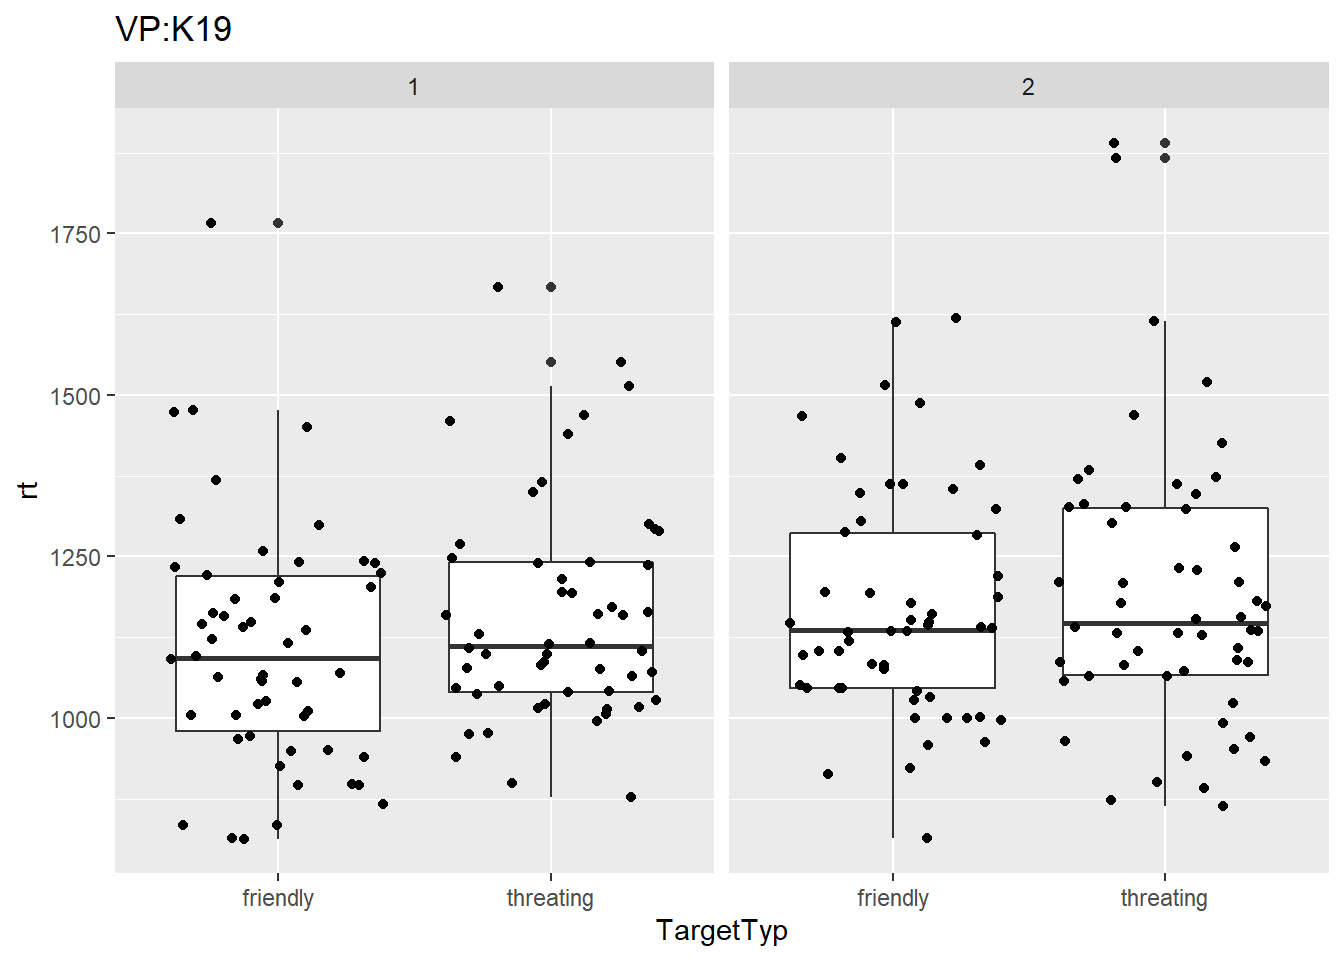 VP:K19
1
2
1750
1500
1250
1000
rt
friendly
threating
friendly
threating
TargetTyp